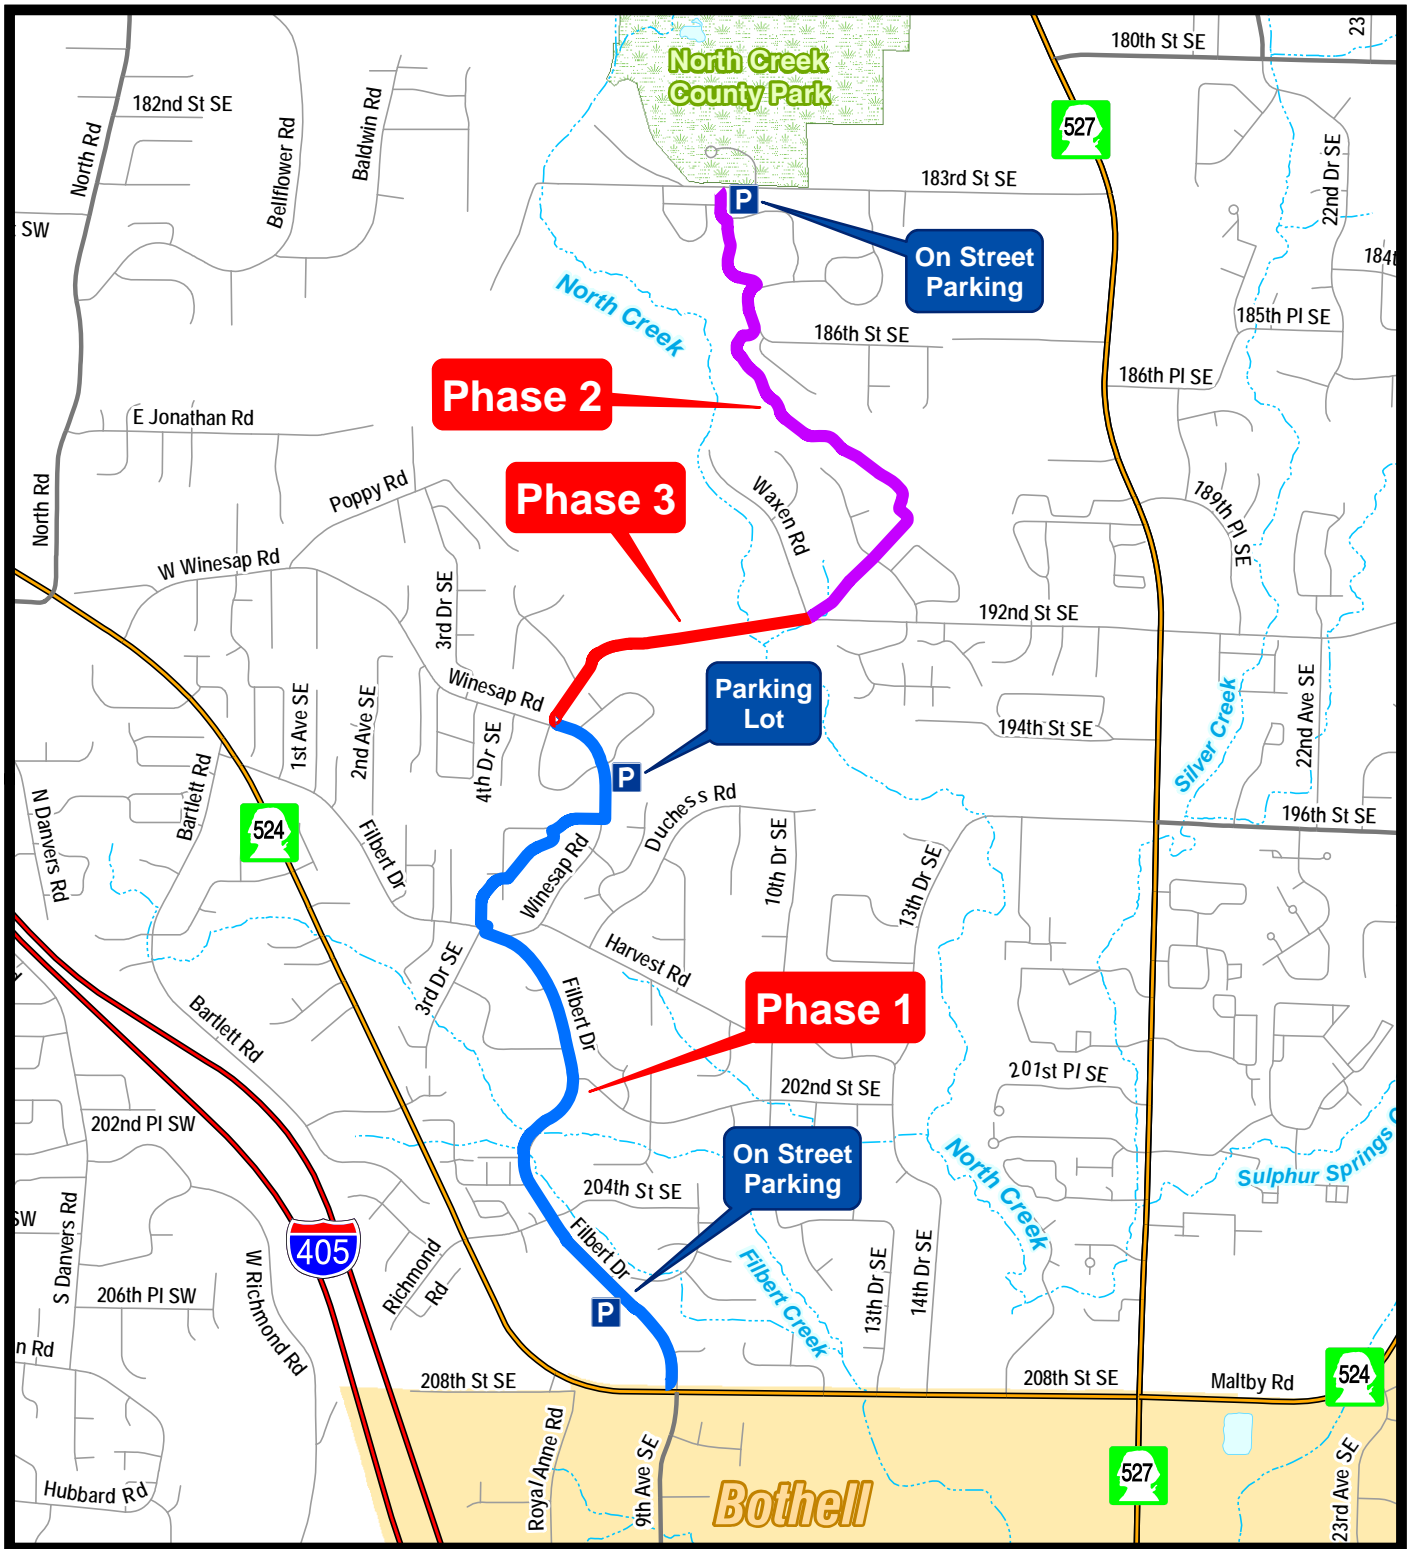 180th St SE
23
North Creek
County Park
527
182nd St SE
North Rd
Bellflower Rd
Baldwin Rd
22nd Dr SE
183rd St SE
P
SW
On Street
Parking
184t
North Creek
185th Pl SE
186th St SE
186th Pl SE
Phase 2
E Jonathan Rd
North Rd
Poppy Rd
Phase 3
Waxen Rd
189th Pl SE
W Winesap Rd
3rd Dr SE
192nd St SE
Winesap Rd
Parking
Lot
1st Ave SE
2nd Ave SE
4th Dr SE
194th St SE
Silver Creek
22nd Ave SE
Bartlett Rd
P
N Danvers Rd
524
Filbert Dr
Duchess Rd
196th St SE
Winesap Rd
10th Dr SE
13th Dr SE
3rd Dr SE
Harvest Rd
Filbert Dr
Phase 1
Bartlett Rd
202nd St SE
201st Pl SE
202nd Pl SW
On Street
Parking
North Creek
Sulphur Springs C
204th St SE
SW
S Danvers Rd
405
W Richmond Rd
Richmond
Rd
Filbert Dr
Filbert Creek
13th Dr SE
14th Dr SE
206th Pl SW
P
n Rd
208th St SE
208th St SE
Maltby Rd
524
Royal Anne Rd
9th Ave SE
527
23rd Ave SE
Hubbard Rd
Bothell